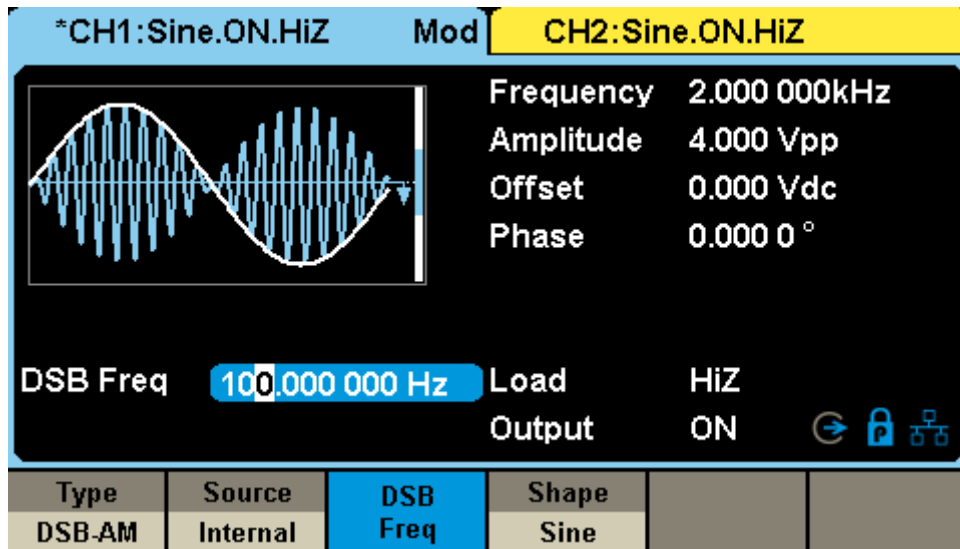 *CH1:Sine.ON.HiZ Mod CH2:Sine.ON.HiZ
Frequency 2.000 000kHz
Amplitude 4.000 Vpp
Offset 0.000 Vdc
Phase 0.000 0 °
DSB Freq 100.000 000 Hz Load HiZ
Output ON P
Type Source DSB Shape
DSB-AM Internal Freq Sine